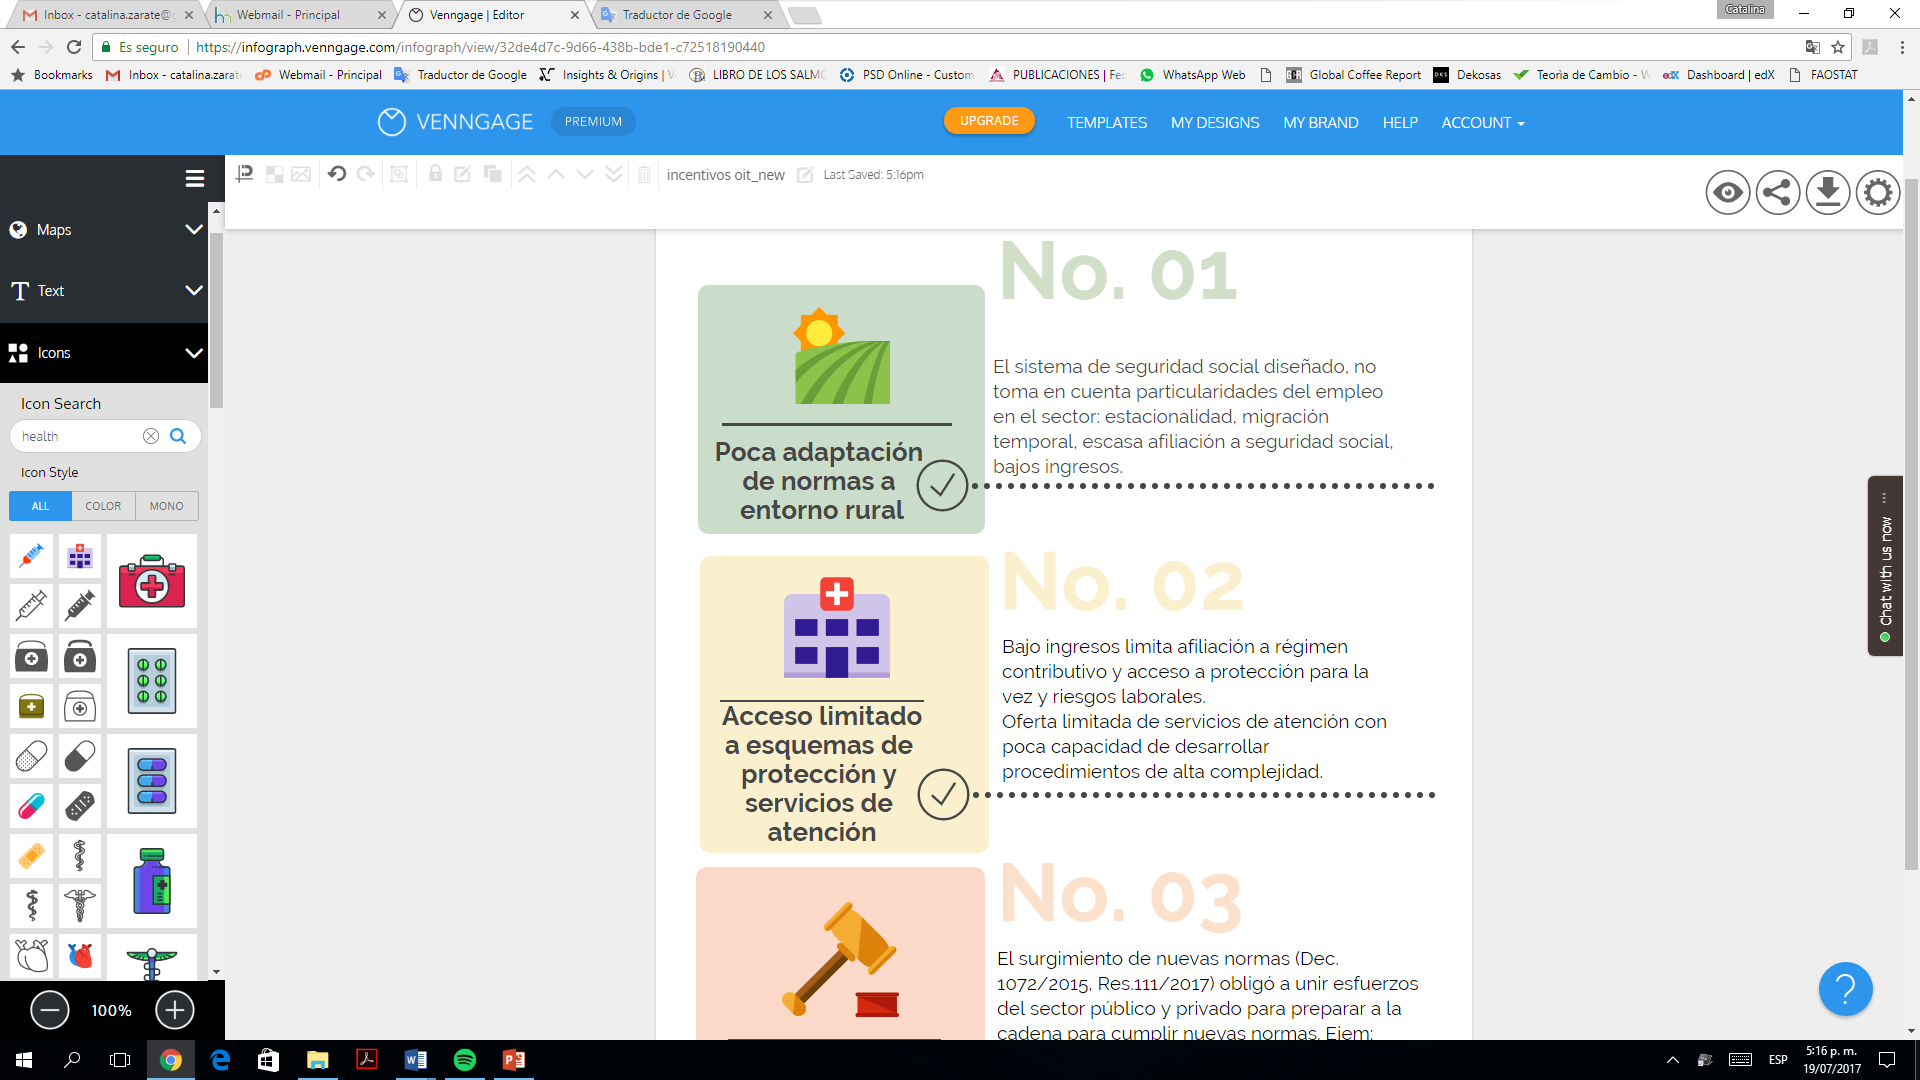 Inbox - catalina.zarate@
Webmail - Principal
Venngage | Editor
Traductor de Google
Catalina
Es seguro
https://infograph.venngage.com/infograph/view/32de4d7c-9d66-438b-bde1-c72518190440
Bookmarks
Inbox - catalina.zarat
Webmail - Principal
Traductor de Google
Insights & Origins |
LIBRO DE LOS SALMO
PSD Online - Custom
PUBLICACIONES | Fe
WhatsApp Web
Global Coffee Report
Dekosas
Teoria de Cambio -
Dashboard | edX
FAOSTAT
VENNGAGE
PREMIUM
UPGRADE
TEMPLATES
MY DESIGNS
MY BRAND
HELP
ACCOUNT
incentivos oit_new
Last Saved: 5:16pm
Maps
Text
Icons
Icon Search
health
Icon Style
ALL
COLOR
MONO
100%
No. 01
Poca adaptación
de normas a
entorno rural
El sistema de seguridad social diseñado, no
toma en cuenta particularidades del empleo
en el sector: estacionalidad, migración
temporal, escasa afiliación a seguridad social,
bajos ingresos.
No. 02
Acceso limitado
a esquemas de
protección y
servicios de
atención
Bajo ingresos limita afiliación a régimen
contributivo y acceso a protección para la
vez y riesgos laborales.
Oferta limitada de servicios de atención con
poca capacidad de desarrollar
procedimientos de alta complejidad.
No. 03
El surgimiento de nuevas normas (Dec.
1072/2015, Res.111/2017) obligó a unir esfuerzos
del sector público y privado para preparar a la
cadena para cumplir nuevas normas. Ejem:
Chat with us now
?
ESP
5:16 p. m.
19/07/2017